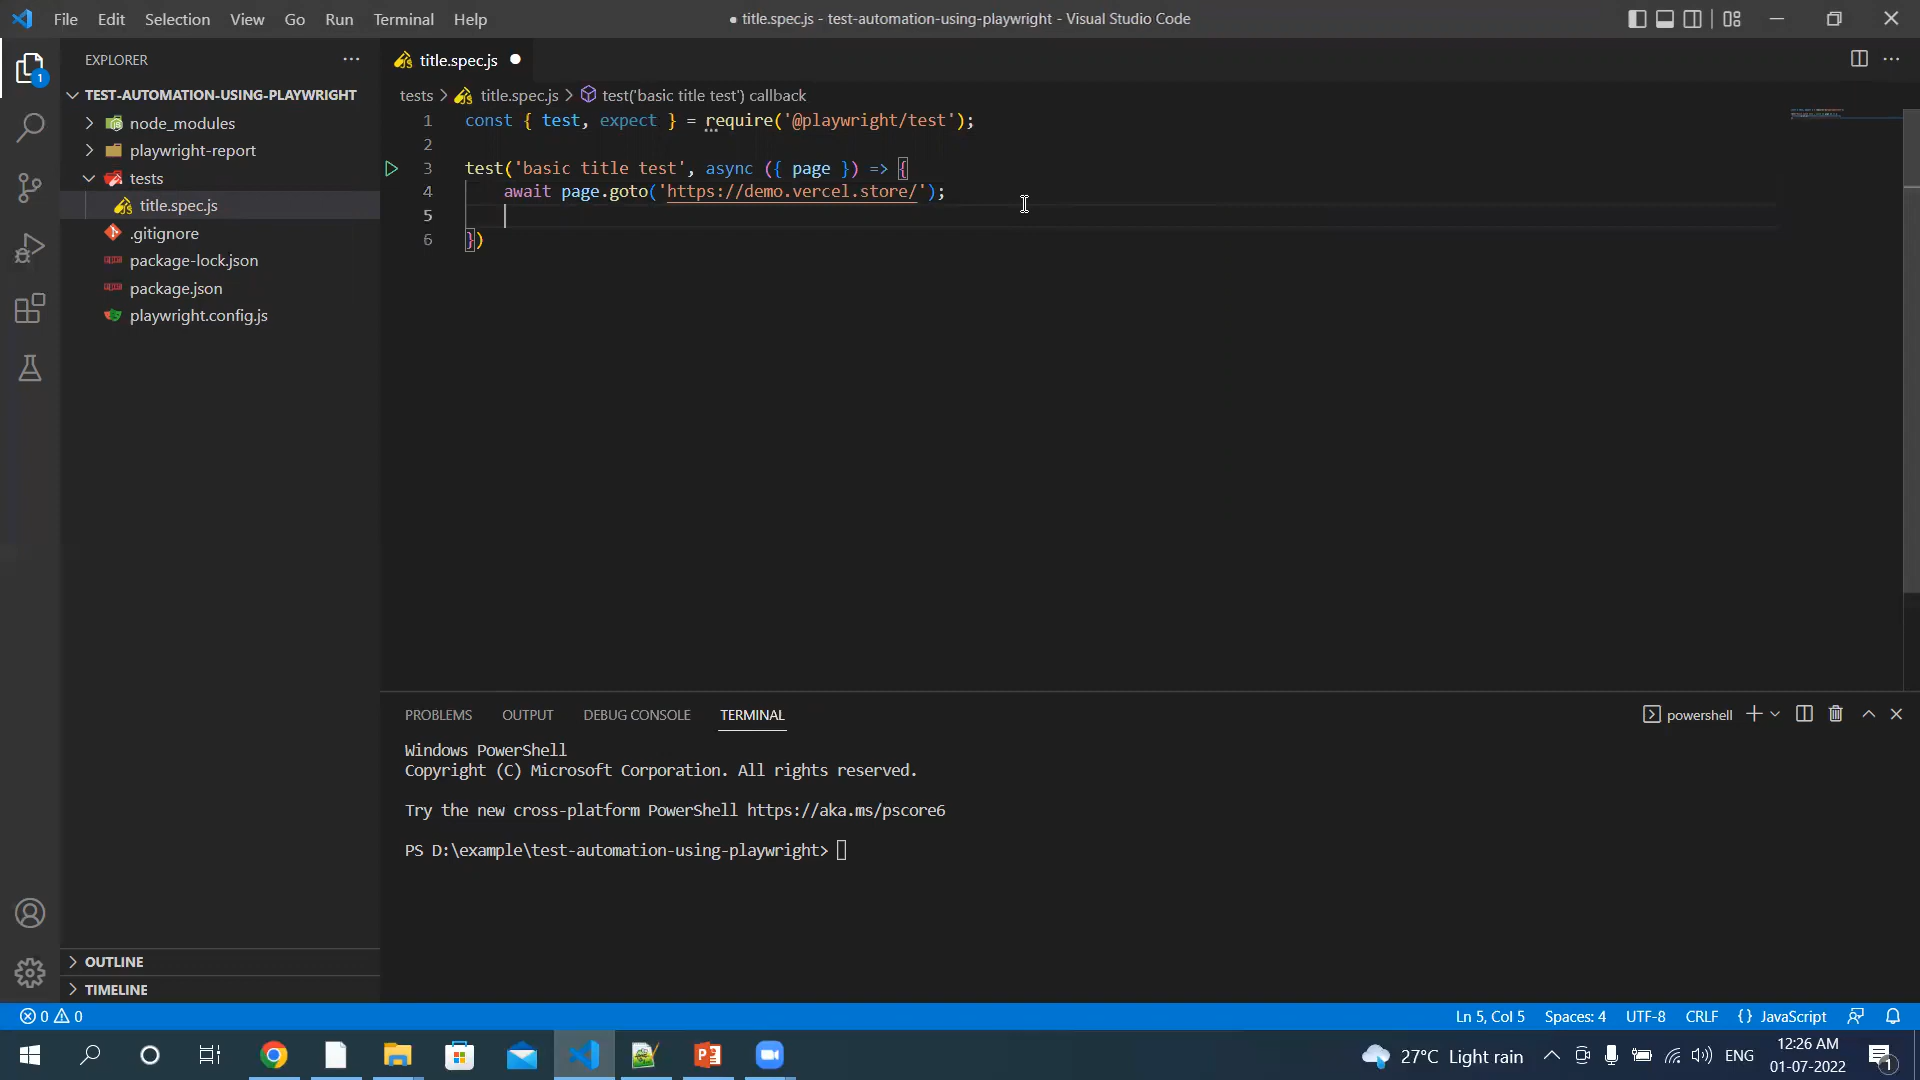 File Edit Selection View Go Run Terminal Help
● title.spec.js - test-automation-using-playwright - Visual Studio Code
EXPLORER
title.spec.js
1
TEST-AUTOMATION-USING-PLAYWRIGHT
node_modules
playwright-report
tests
title.spec.js
.gitignore
package-lock.json
package.json
playwright.config.js
OUTLINE
TIMELINE
tests > title.spec.js > test('basic title test') callback
1 const { test, expect } = require('@playwright/test');
2
3 test('basic title test', async ({ page }) => {
4 await page.goto('https://demo.vercel.store/');
5
6 })
PROBLEMS OUTPUT DEBUG CONSOLE TERMINAL
powershell
Windows PowerShell
Copyright (C) Microsoft Corporation. All rights reserved.
Try the new cross-platform PowerShell https://aka.ms/pscore6
PS D:\example\test-automation-using-playwright>
0 0
Ln 5, Col 5 Spaces: 4 UTF-8 CRLF {} JavaScript
27°C Light rain
ENG
12:26 AM
01-07-2022
1